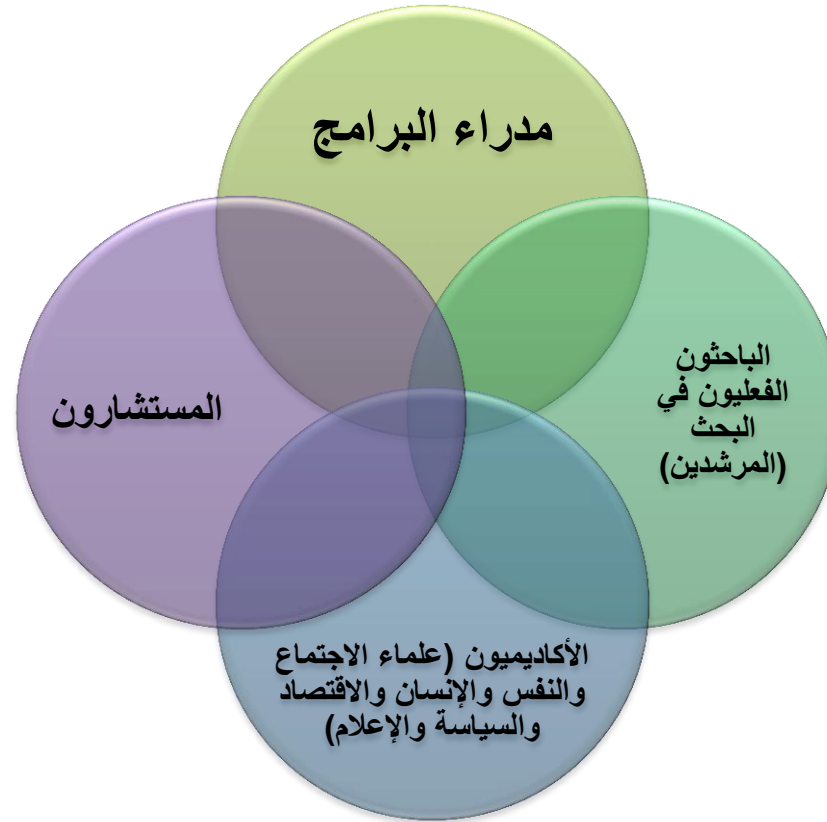 مدراء البرامج
الباحثون
الفعليون في
البحث
(المرشدين)
المستشارون
الأكاديميون (علماء الاجتماع
والنفس والإنسان والاقتصاد
والسياسة والإعلام)